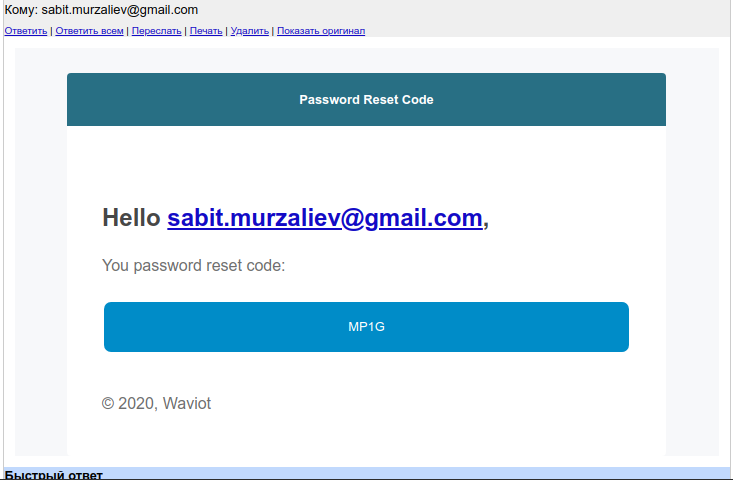 Кому: sabit.murzaliev@gmail.com
Ответить | Ответить всем | Переслать | Печать | Удалить | Показать оригинал
Password Reset Code
Hello sabit.murzaliev@gmail.com,
You password reset code:
MP1G
© 2020, Waviot
Быстрый ответ